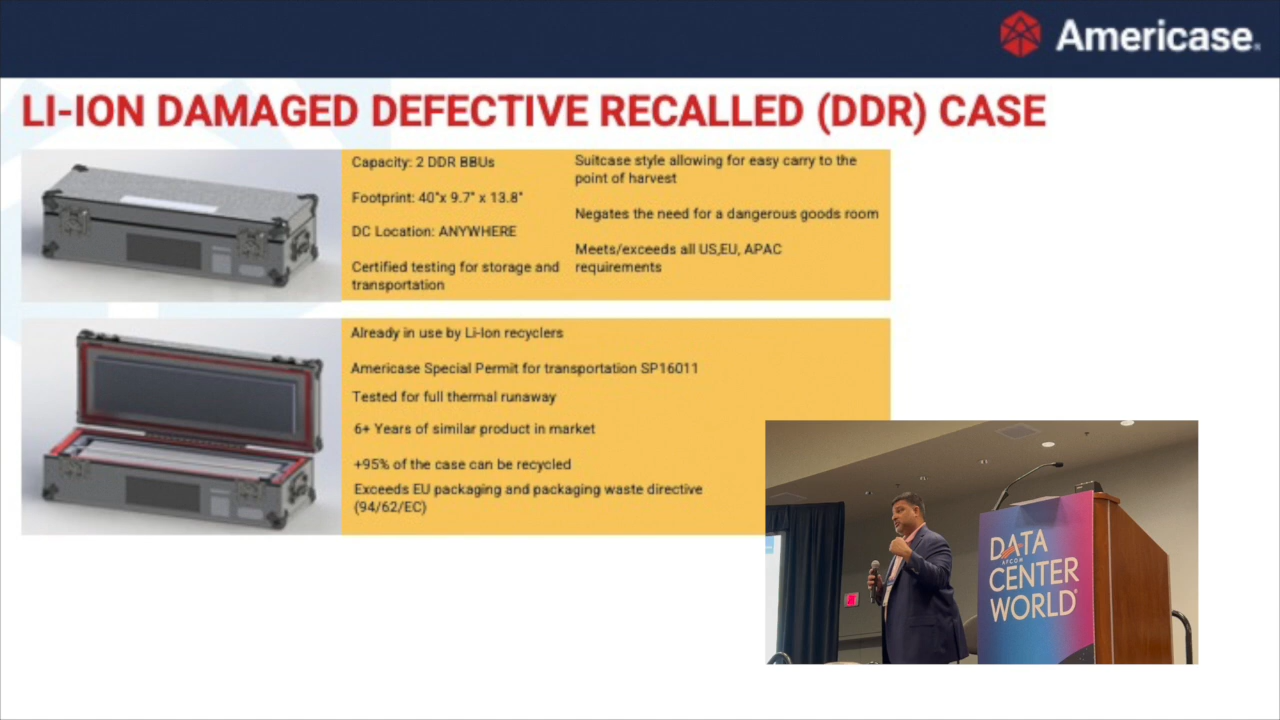 Americase.
LI-ION DAMAGED DEFECTIVE RECALLED (DDR) CASE
Capacity: 2 DDR BBUs
Footprint: 40"x 9.7" x 13.8"
DC Location: ANYWHERE
Certified testing for storage and
transportation
Suitcase style allowing for easy carry to the
point of harvest
Negates the need for a dangerous goods room
Meets/exceeds all US,EU, APAC
requirements
Already in use by Li-Ion recyclers
Americase Special Permit for transportation SP16011
Tested for full thermal runaway
6+ Years of similar product in market
+95% of the case can be recycled
Exceeds EU packaging and packaging waste directive
(94/62/EC)
DATA
AFCOM
CENTER
WORLD